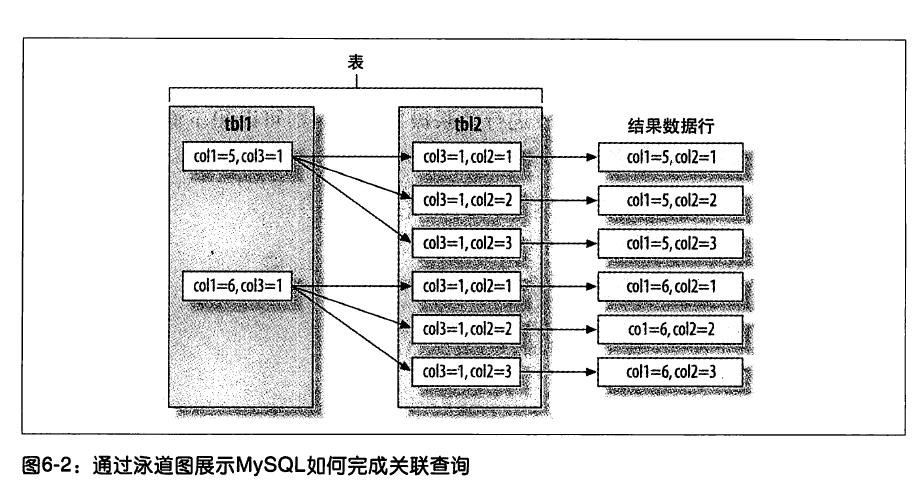 表
tbl1
tbl2
结果数据行
col1=5, col3=1
col3=1, col2=1
col1=5, col2=1
col3=1, col2=2
col1=5, col2=2
col3=1, col2=3
col1=5, col2=3
col1=6, col3=1
col3=1, col2=1
col1=6, col2=1
col3=1, col2=2
co1=6, col2=2
col3=1, col2=3
col1=6, col2=3
图6-2：通过泳道图展示MySQL如何完成关联查询